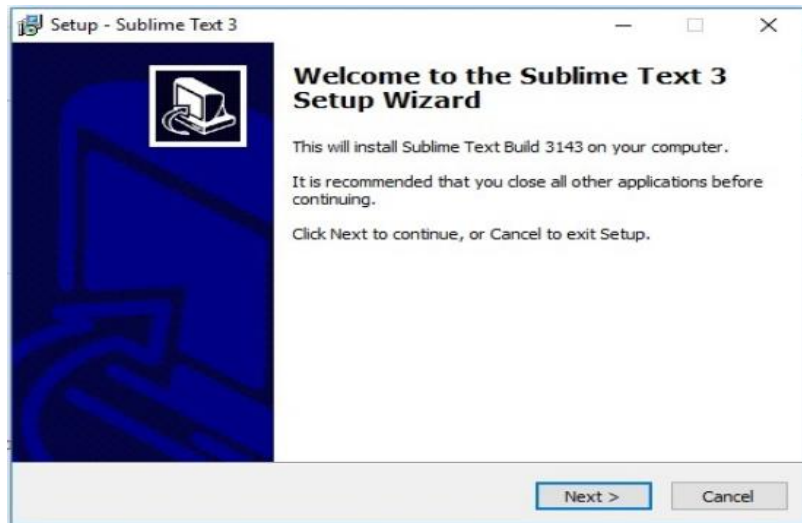 Setup - Sublime Text 3
Welcome to the Sublime Text 3
Setup Wizard
This will install Sublime Text Build 3143 on your computer.
It is recommended that you close all other applications before
continuing.
Click Next to continue, or Cancel to exit Setup.
Next >
Cancel